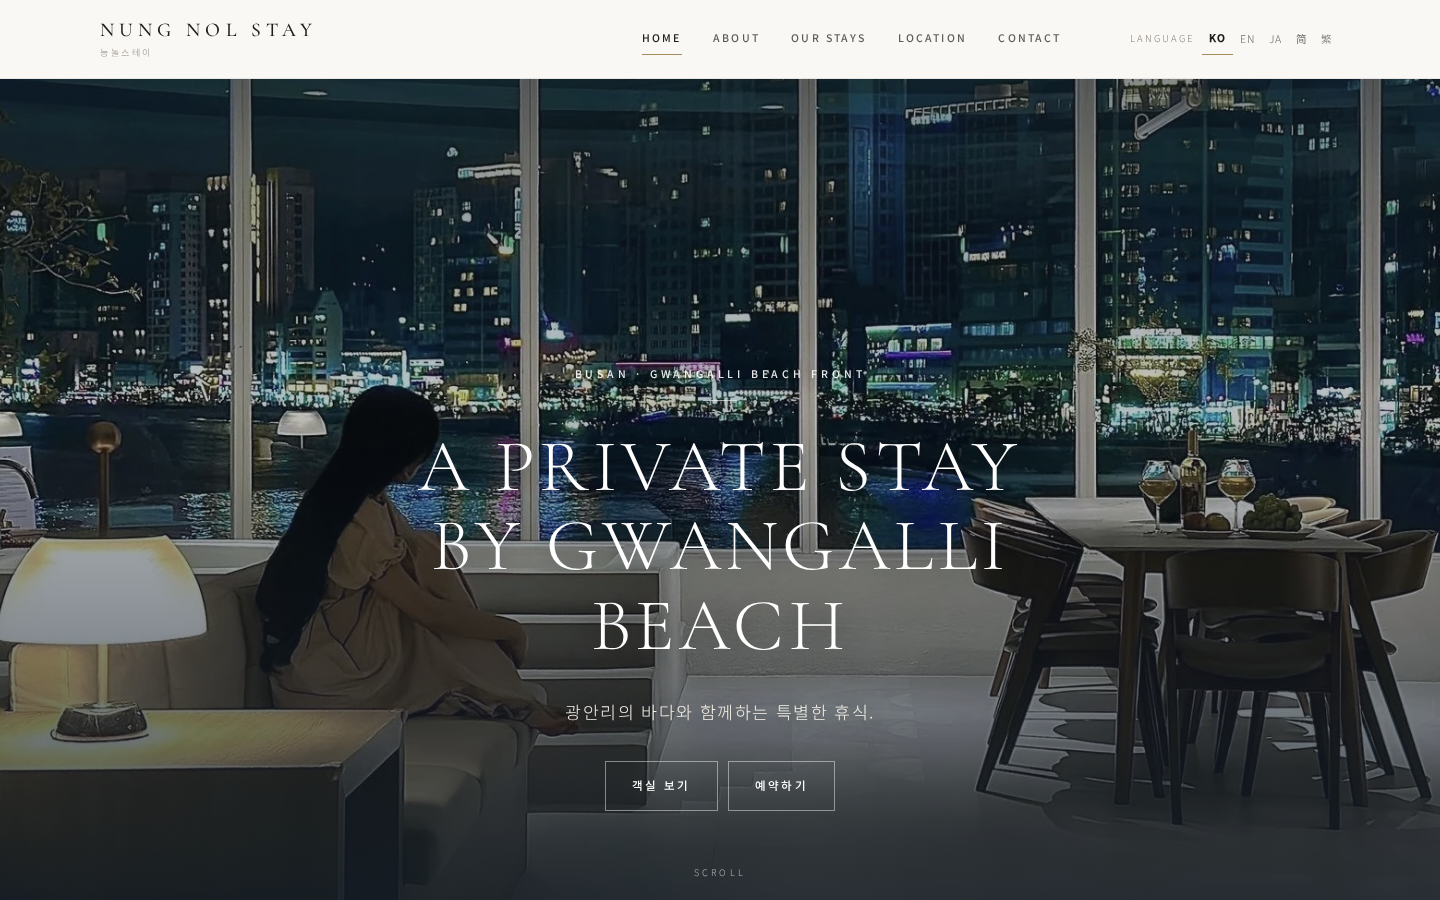 NUNG NOL STAY
능놀스테이
HOME ABOUT OUR STAYS LOCATION CONTACT LANGUAGE KO EN JA 简 繁
BUSAN · GWANGALLI BEACH FRONT
A PRIVATE STAY
BY GWANGALLI
BEACH
광안리의 바다와 함께하는 특별한 휴식.
객실 보기 예약하기
SCROLL